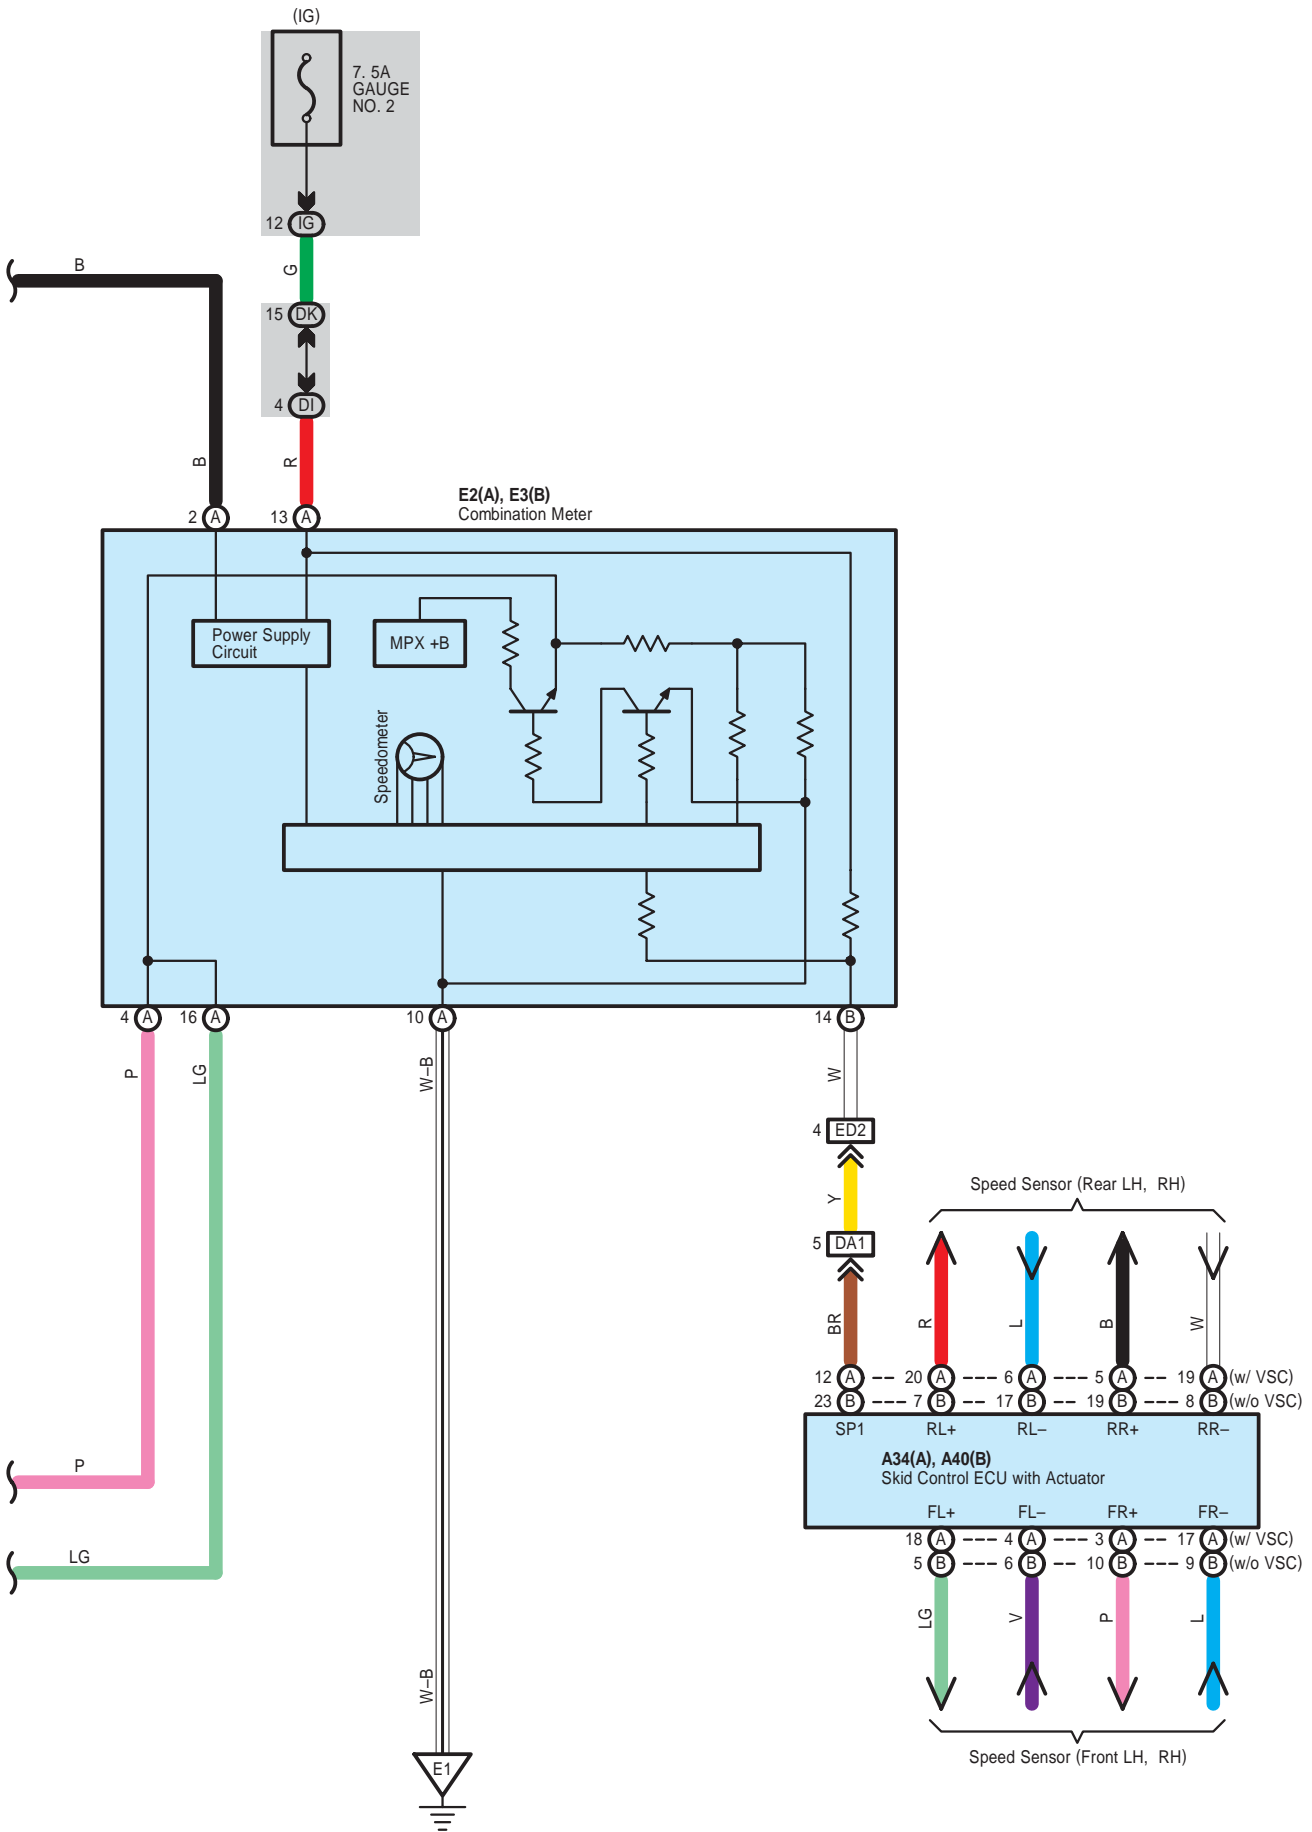 (IG)
7. 5A
GAUGE
NO. 2
12 IG
B
G
15 DK
4 DI
B
R
E2(A), E3(B)
Combination Meter
2 A
13 A
Power Supply
Circuit
MPX +B
Speedometer
4 A
16 A
10 A
14 B
P
LG
W–B
W
4 ED2
Y
5 DA1
Speed Sensor (Rear LH, RH)
BR
R
L
B
W
12 A 20 A 6 A 5 A 19 A (w/ VSC)
23 B 7 B 17 B 19 B 8 B (w/o VSC)
SP1 RL+ RL– RR+ RR–
A34(A), A40(B)
Skid Control ECU with Actuator
FL+ FL– FR+ FR–
18 A 4 A 3 A 17 A (w/ VSC)
5 B 6 B 10 B 9 B (w/o VSC)
P
LG
LG
V
P
L
W–B
E1
Speed Sensor (Front LH, RH)